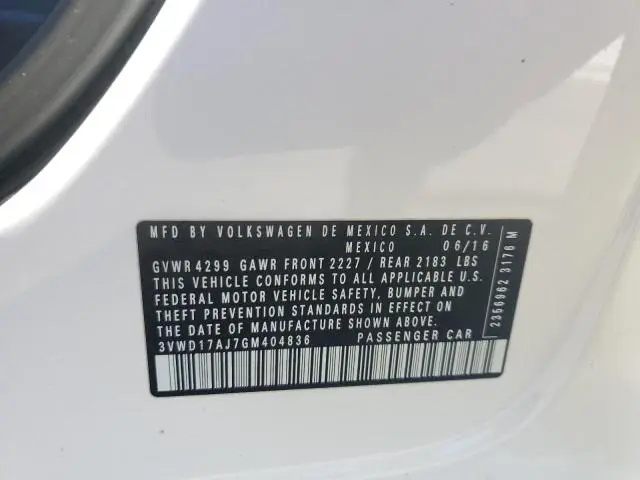 MFD BY VOLKSWAGEN DE MEXICO S.A. DE C.V.
MEXICO 06/16
GVWR 4299 GAWR FRONT 2227 / REAR 2183 LBS
THIS VEHICLE CONFORMS TO ALL APPLICABLE U.S.
FEDERAL MOTOR VEHICLE SAFETY, BUMPER AND
THEFT PREVENTION STANDARDS IN EFFECT ON
THE DATE OF MANUFACTURE SHOWN ABOVE.
3VWD17AJ7GM404836 PASSENGER CAR
2356962 3176 M